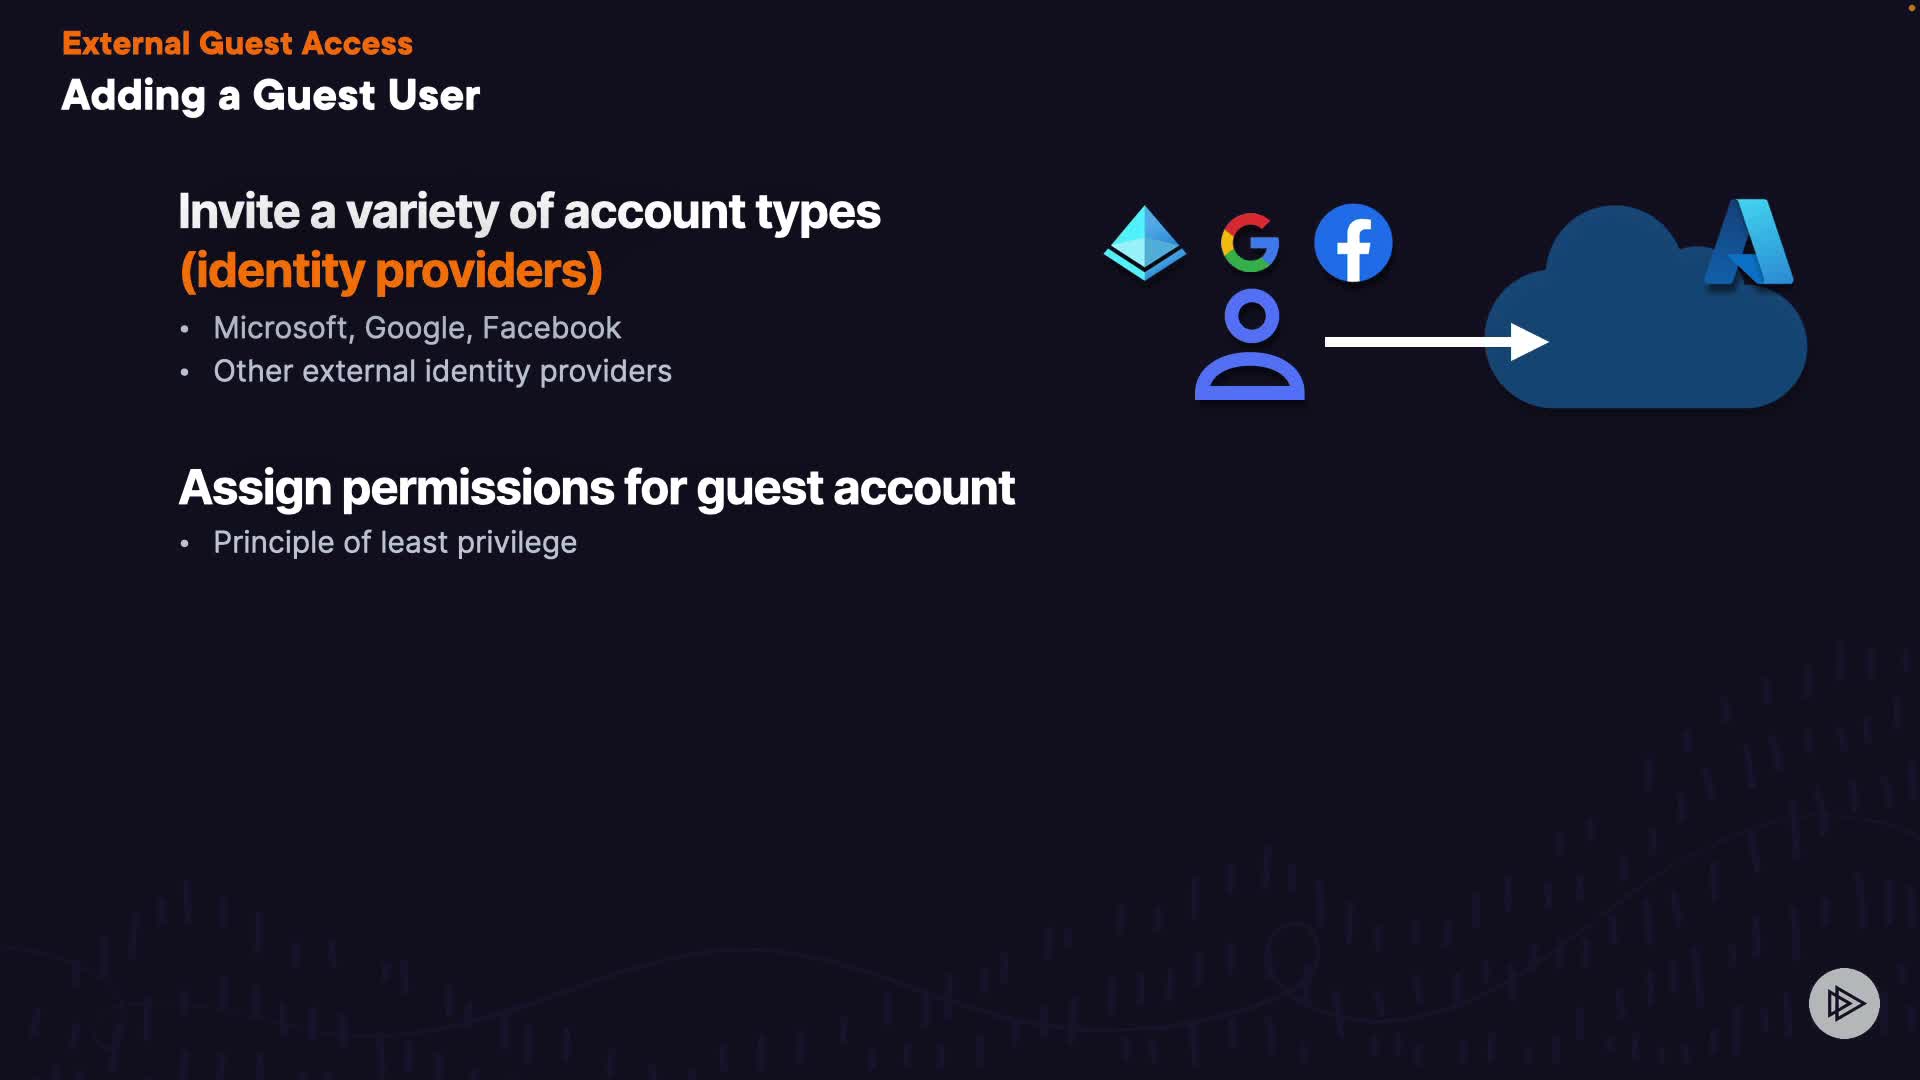 External Guest Access
Adding a Guest User
Invite a variety of account types
(identity providers)
• Microsoft, Google, Facebook
• Other external identity providers
Assign permissions for guest account
• Principle of least privilege